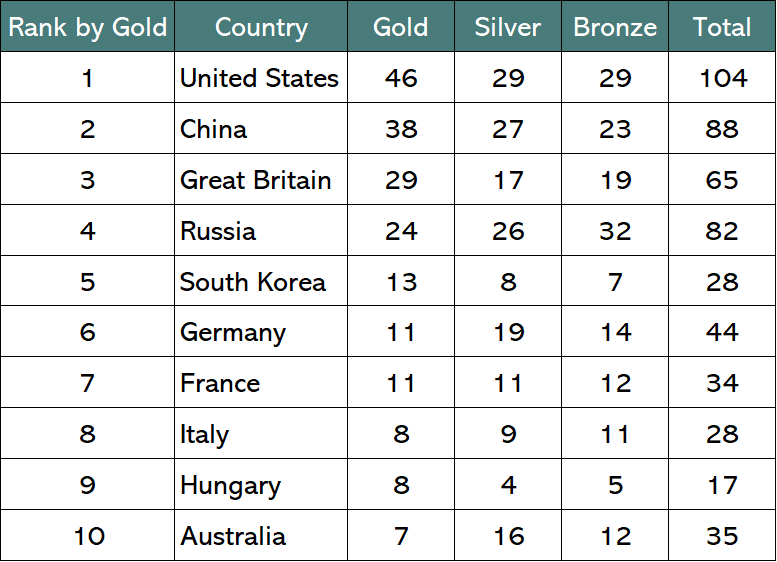 Rank by Gold Country Gold Silver Bronze Total
1 United States 46 29 29 104
2 China 38 27 23 88
3 Great Britain 29 17 19 65
4 Russia 24 26 32 82
5 South Korea 13 8 7 28
6 Germany 11 19 14 44
7 France 11 11 12 34
8 Italy 8 9 11 28
9 Hungary 8 4 5 17
10 Australia 7 16 12 35